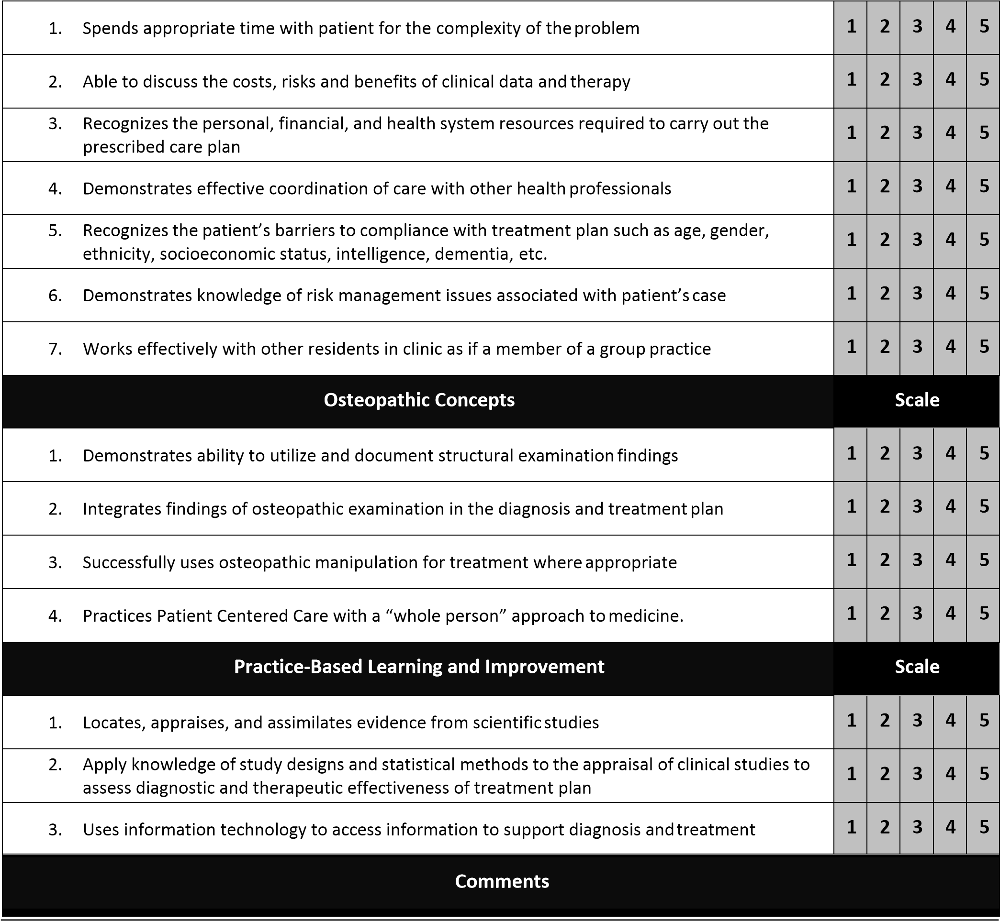 1. Spends appropriate time with patient for the complexity of the problem 1 2 3 4 5
2. Able to discuss the costs, risks and benefits of clinical data and therapy 1 2 3 4 5
3. Recognizes the personal, financial, and health system resources required to carry out the
prescribed care plan 1 2 3 4 5
4. Demonstrates effective coordination of care with other health professionals 1 2 3 4 5
5. Recognizes the patient’s barriers to compliance with treatment plan such as age, gender,
ethnicity, socioeconomic status, intelligence, dementia, etc. 1 2 3 4 5
6. Demonstrates knowledge of risk management issues associated with patient’s case 1 2 3 4 5
7. Works effectively with other residents in clinic as if a member of a group practice 1 2 3 4 5
Osteopathic Concepts Scale
1. Demonstrates ability to utilize and document structural examination findings 1 2 3 4 5
2. Integrates findings of osteopathic examination in the diagnosis and treatment plan 1 2 3 4 5
3. Successfully uses osteopathic manipulation for treatment where appropriate 1 2 3 4 5
4. Practices Patient Centered Care with a “whole person” approach to medicine. 1 2 3 4 5
Practice-Based Learning and Improvement Scale
1. Locates, appraises, and assimilates evidence from scientific studies 1 2 3 4 5
2. Apply knowledge of study designs and statistical methods to the appraisal of clinical studies to
assess diagnostic and therapeutic effectiveness of treatment plan 1 2 3 4 5
3. Uses information technology to access information to support diagnosis and treatment 1 2 3 4 5
Comments